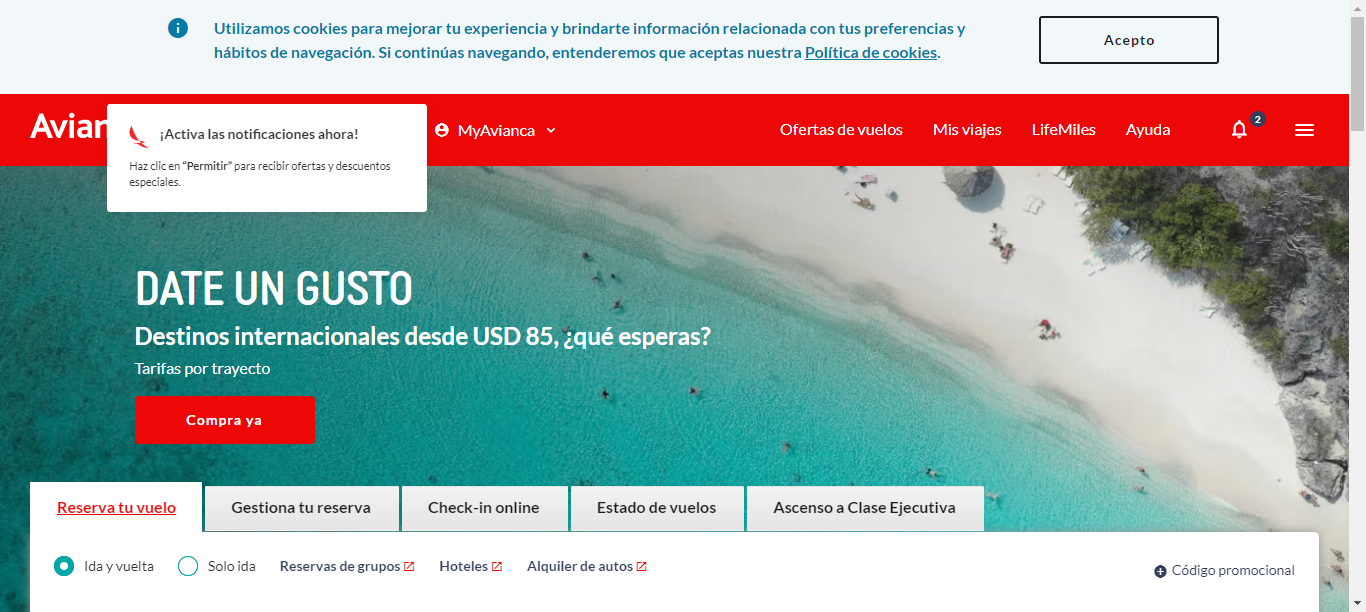 Utilizamos cookies para mejorar tu experiencia y brindarte información relacionada con tus preferencias y
hábitos de navegación. Si continúas navegando, entenderemos que aceptas nuestra Política de cookies.
Acepto
¡Activa las notificaciones ahora!
Haz clic en “Permitir” para recibir ofertas y descuentos
especiales.
MyAvianca
Ofertas de vuelos
Mis viajes
LifeMiles
Ayuda
2
DATE UN GUSTO
Destinos internacionales desde USD 85, ¿qué esperas?
Tarifas por trayecto
Compra ya
Reserva tu vuelo
Gestiona tu reserva
Check-in online
Estado de vuelos
Ascenso a Clase Ejecutiva
Ida y vuelta
Solo ida
Reservas de grupos
Hoteles
Alquiler de autos
Código promocional